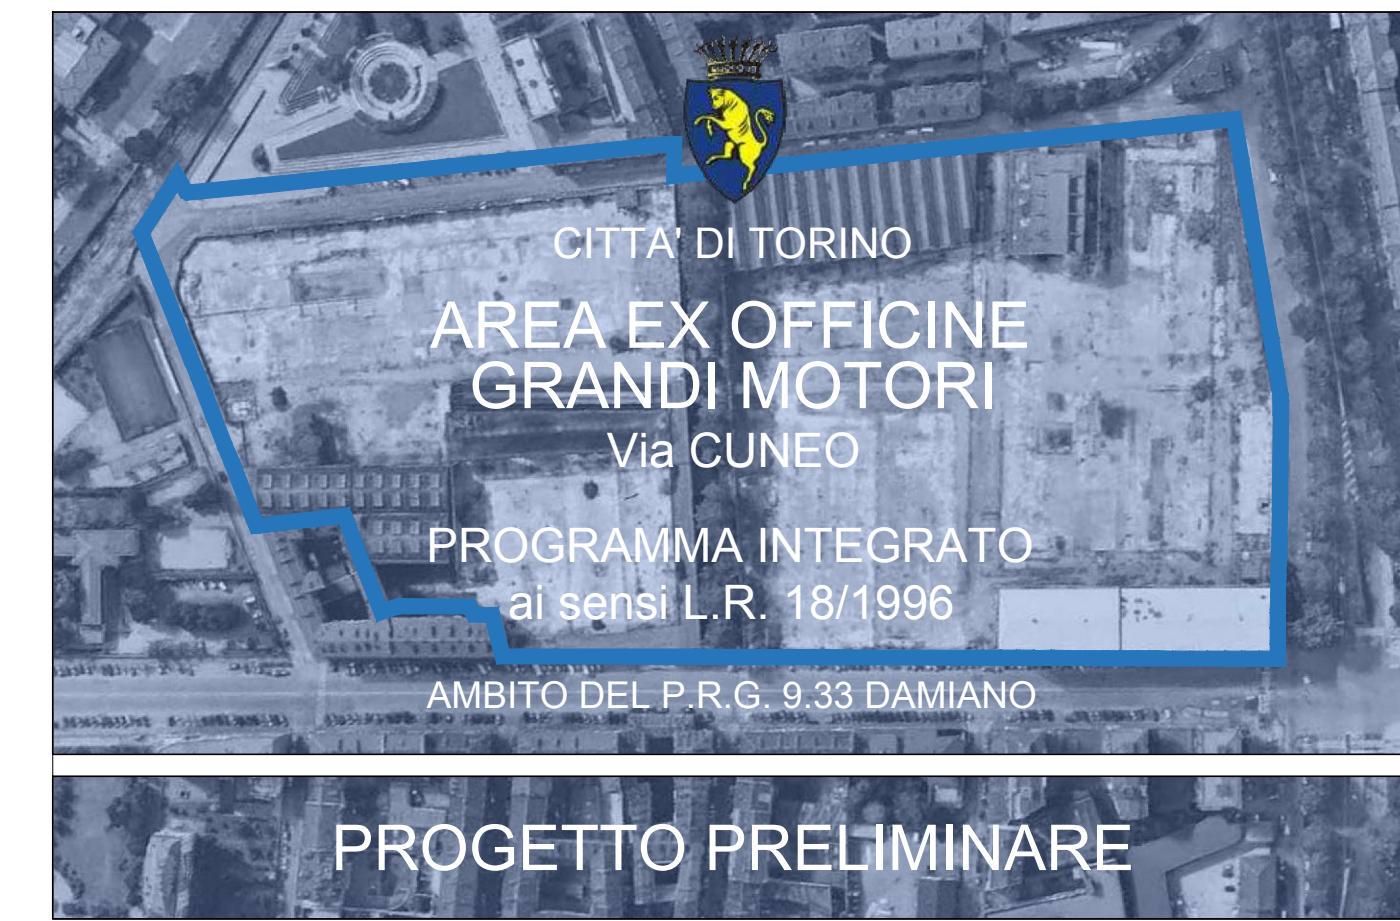 CITTA' DI TORINO
AREA EX OFFICINE
GRANDI MOTORI
Via CUNEO
PROGRAMMA INTEGRATO
ai sensi L.R. 18/1996
AMBITO DEL P.R.G. 9.33 DAMIANO
PROGETTO PRELIMINARE